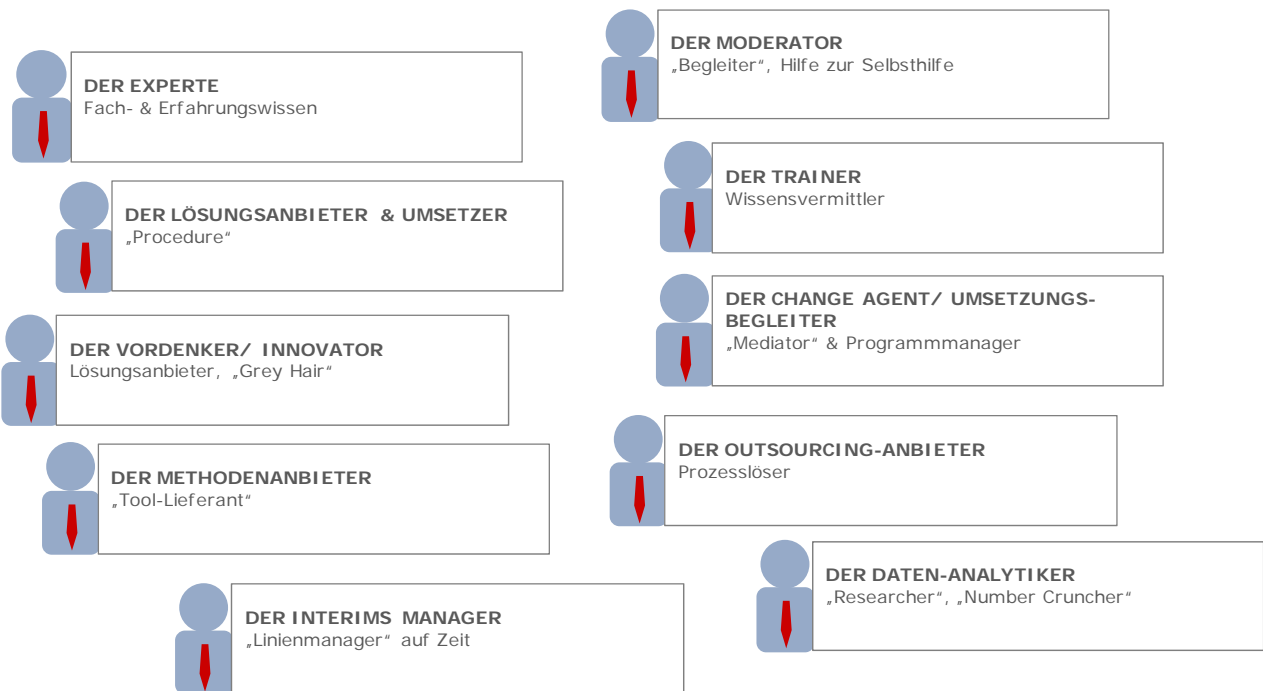 DER EXPERTE
Fach- & Erfahrungswissen
DER LÖSUNGSANBIETER & UMSETZER
„Procedure“
DER VORDENKER/ INNOVATOR
Lösungsanbieter, „Grey Hair“
DER METHODENANBIETER
„Tool-Lieferant“
DER INTERIMS MANAGER
„Linienmanager“ auf Zeit
DER MODERATOR
„Begleiter“, Hilfe zur Selbsthilfe
DER TRAINER
Wissensvermittler
DER CHANGE AGENT/ UMSETZUNGS-
BEGLEITER
„Mediator“ & Programmmanager
DER OUTSOURCING-ANBIETER
Prozesslöser
DER DATEN-ANALYTIKER
„Researcher“, „Number Cruncher“